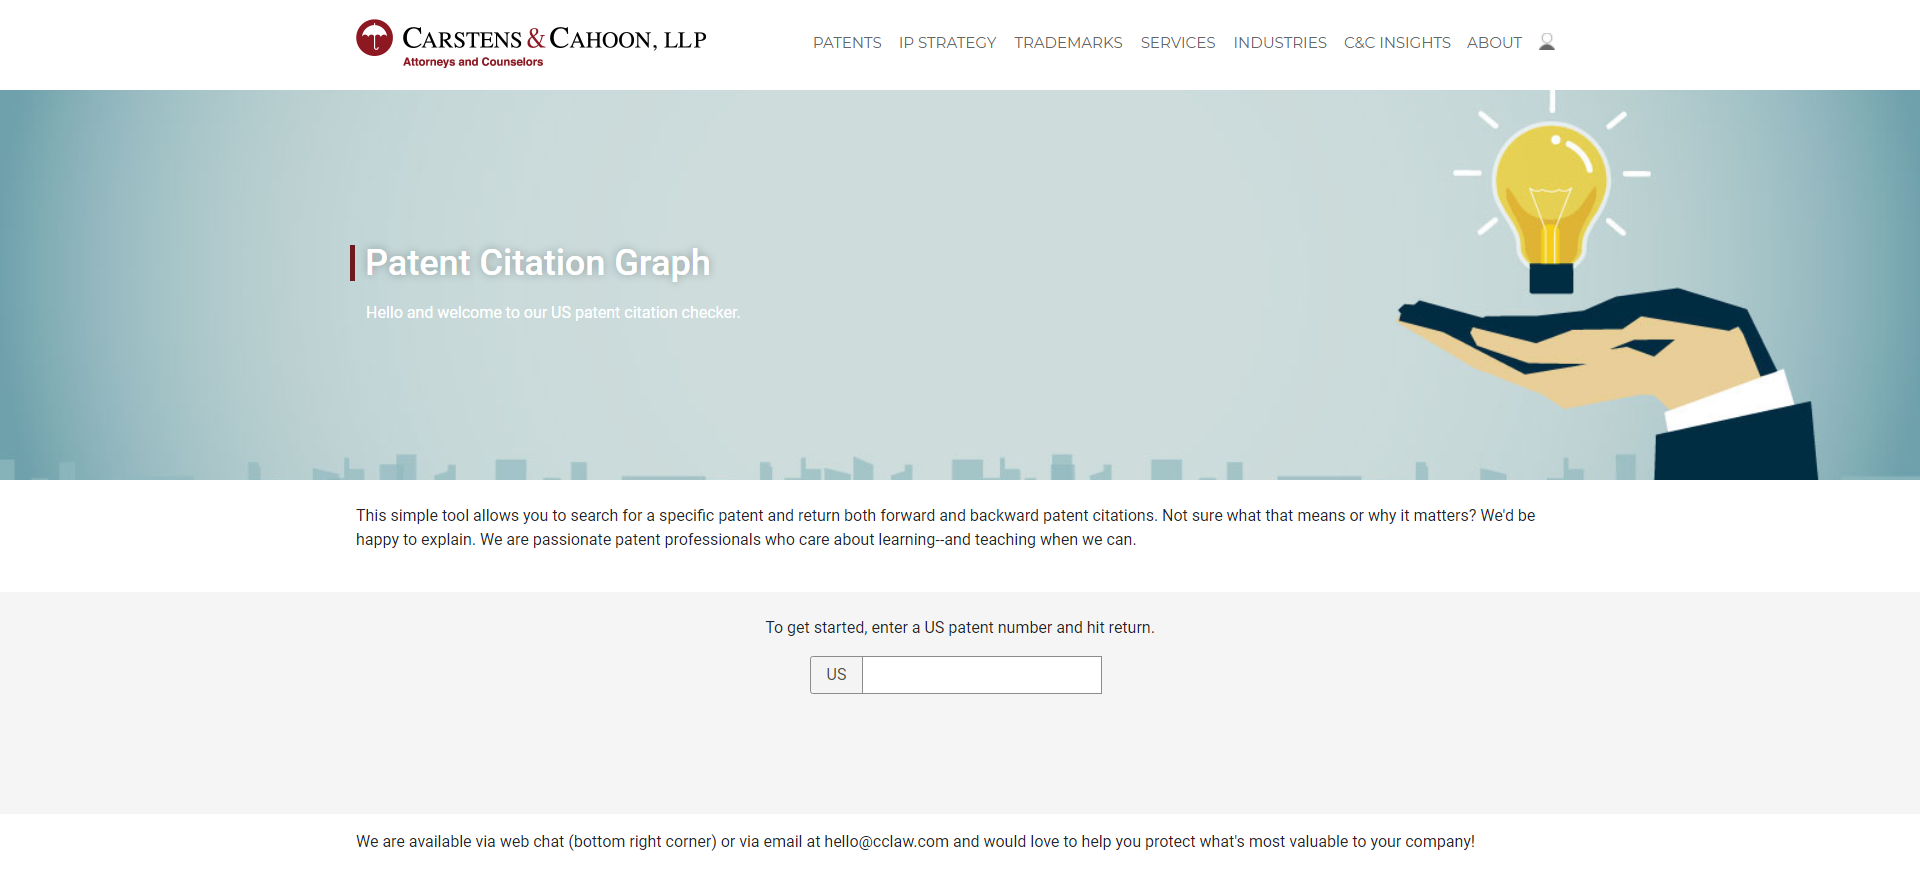 CARSTENS & CAHOON, LLP
Attorneys and Counselors
PATENTS IP STRATEGY TRADEMARKS SERVICES INDUSTRIES C&C INSIGHTS ABOUT
Patent Citation Graph
Hello and welcome to our US patent citation checker.
This simple tool allows you to search for a specific patent and return both forward and backward patent citations. Not sure what that means or why it matters? We'd be
happy to explain. We are passionate patent professionals who care about learning--and teaching when we can.
To get started, enter a US patent number and hit return.
US
We are available via web chat (bottom right corner) or via email at hello@cclaw.com and would love to help you protect what's most valuable to your company!